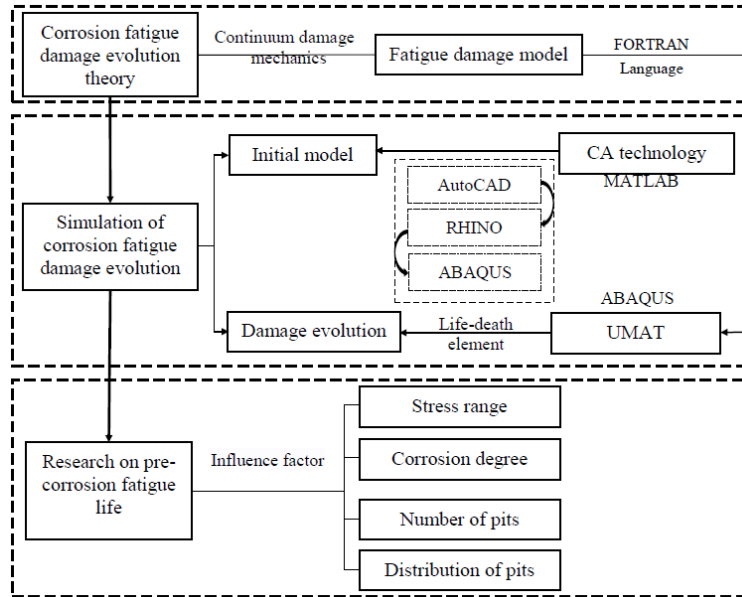 Corrosion fatigue
damage evolution
theory
Continuum damage
mechanics
Fatigue damage model
FORTRAN
Language
Initial model
CA technology
MATLAB
AutoCAD
RHINO
ABAQUS
Simulation of
corrosion fatigue
damage evolution
ABAQUS
Damage evolution
Life-death
element
UMAT
Research on pre-
corrosion fatigue
life
Influence factor
Stress range
Corrosion degree
Number of pits
Distribution of pits